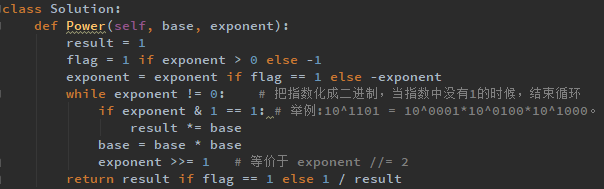 class Solution:
    def Power(self, base, exponent):
        result = 1
        flag = 1 if exponent > 0 else -1
        exponent = exponent if flag == 1 else -exponent
        while exponent != 0:    # 把指数化成二进制，当指数中没有1的时候，结束循环
            if exponent & 1 == 1: # 举例:10^1101 = 10^0001*10^0100*10^1000。
                result *= base
            base = base * base
            exponent >>= 1   # 等价于 exponent //= 2
        return result if flag == 1 else 1 / result